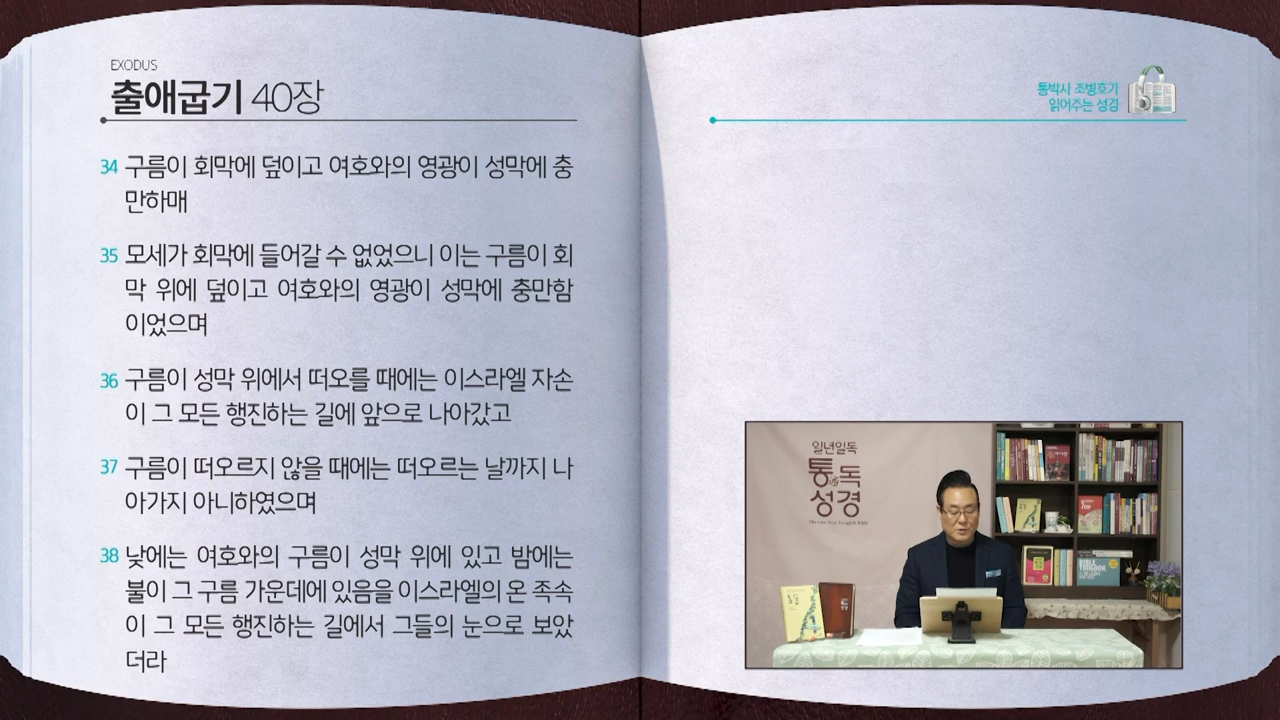 EXODUS
출애굽기 40장
34 구름이 회막에 덮이고 여호와의 영광이 성막에 충
만하매
35 모세가 회막에 들어갈 수 없었으니 이는 구름이 회
막 위에 덮이고 여호와의 영광이 성막에 충만함
이었으며
36 구름이 성막 위에서 떠오를 때에는 이스라엘 자손
이 그 모든 행진하는 길에 앞으로 나아갔고
37 구름이 떠오르지 않을 때에는 떠오르는 날까지 나
아가지 아니하였으며
38 낮에는 여호와의 구름이 성막 위에 있고 밤에는
불이 그 구름 가운데에 있음을 이스라엘의 온 족속
이 그 모든 행진하는 길에서 그들의 눈으로 보았
더라
통박사 조병호가
읽어주는 성경
일년일독
통독
성경
BIBLE
TONGDOK